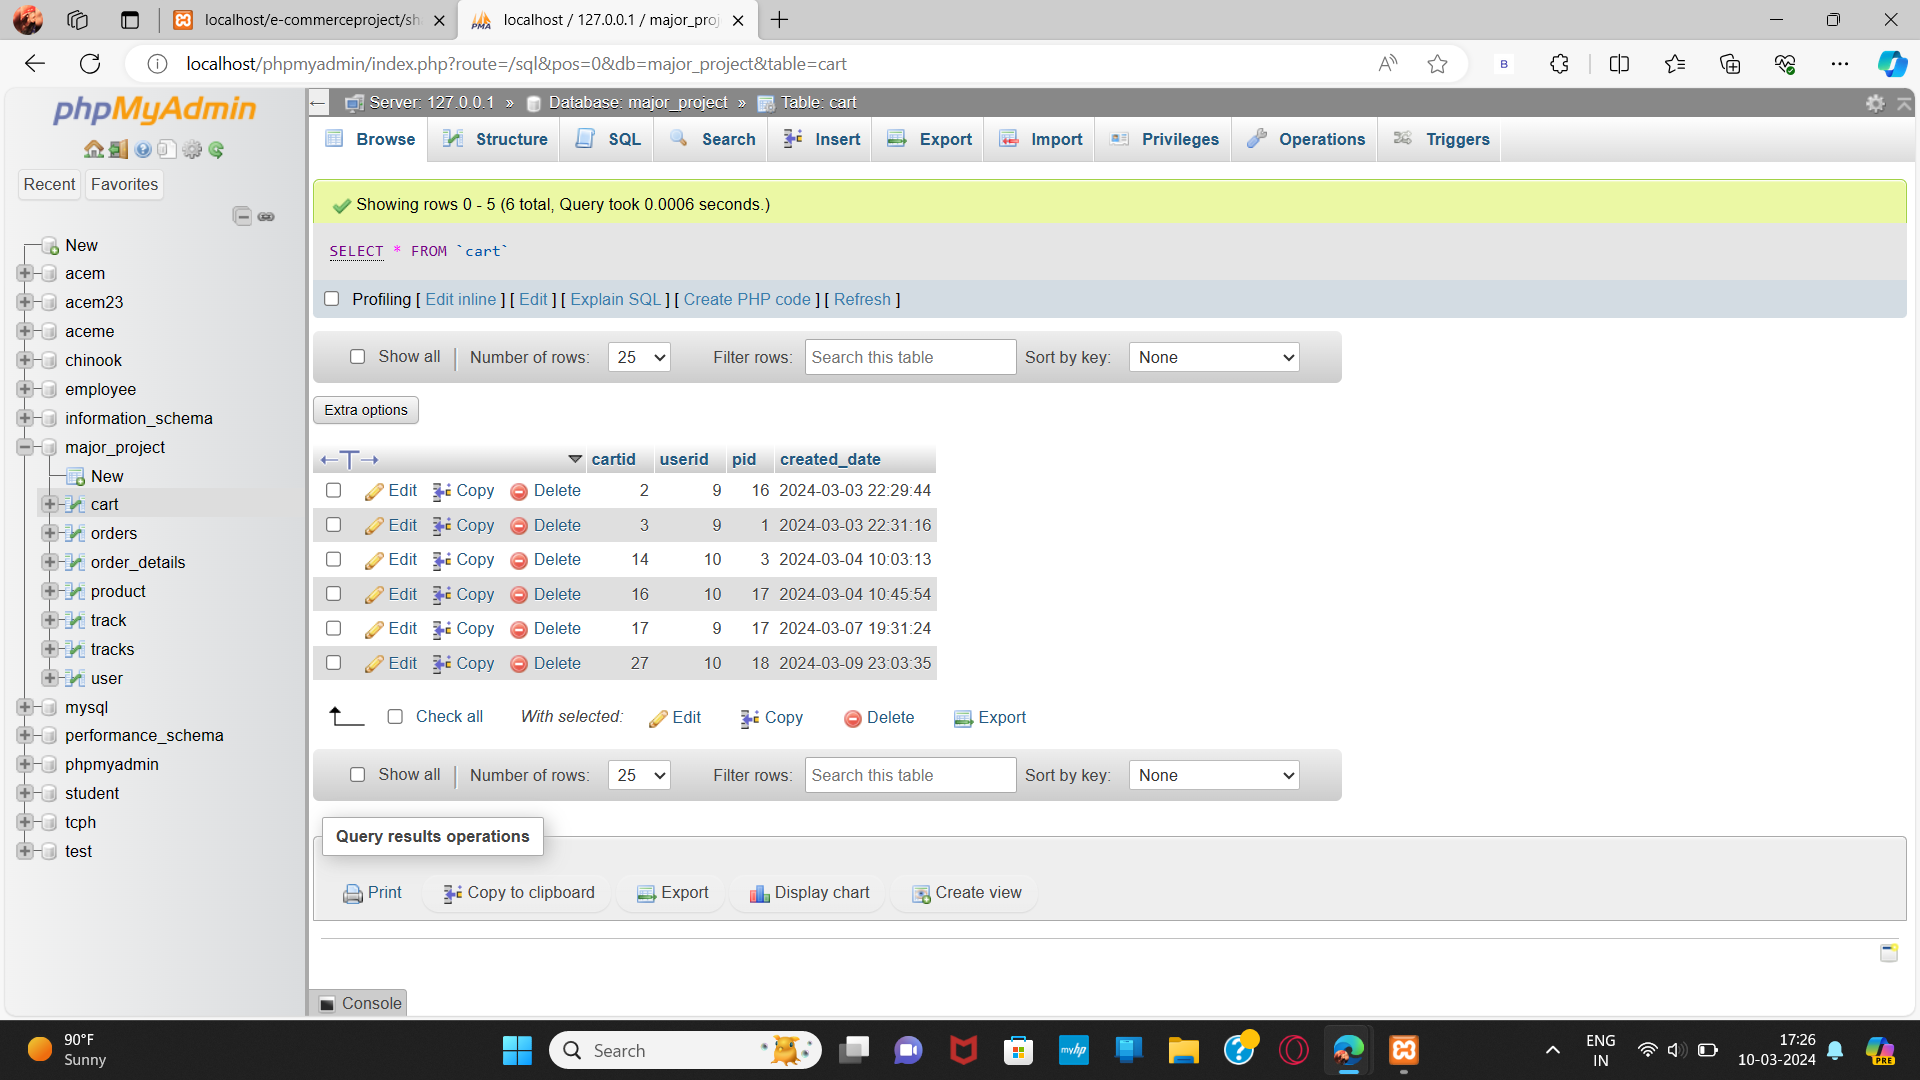 localhost/e-commerceproject/sh
localhost / 127.0.0.1 / major_proj
localhost/phpmyadmin/index.php?route=/sql&pos=0&db=major_project&table=cart
B
phpMyAdmin
Recent Favorites
New
acem
acem23
aceme
chinook
employee
information_schema
major_project
New
cart
orders
order_details
product
track
tracks
user
mysql
performance_schema
phpmyadmin
student
tcph
test
Server: 127.0.0.1 » Database: major_project » Table: cart
Browse Structure SQL Search Insert Export Import Privileges Operations Triggers
Showing rows 0 - 5 (6 total, Query took 0.0006 seconds.)
SELECT * FROM `cart`
Profiling [ Edit inline ] [ Edit ] [ Explain SQL ] [ Create PHP code ] [ Refresh ]
Show all Number of rows: 25 Filter rows: Search this table Sort by key: None
Extra options
cartid userid pid created_date
Edit Copy Delete 2 9 16 2024-03-03 22:29:44
Edit Copy Delete 3 9 1 2024-03-03 22:31:16
Edit Copy Delete 14 10 3 2024-03-04 10:03:13
Edit Copy Delete 16 10 17 2024-03-04 10:45:54
Edit Copy Delete 17 9 17 2024-03-07 19:31:24
Edit Copy Delete 27 10 18 2024-03-09 23:03:35
Check all With selected: Edit Copy Delete Export
Show all Number of rows: 25 Filter rows: Search this table Sort by key: None
Query results operations
Print Copy to clipboard Export Display chart Create view
Console
90°F
Sunny
Search
myhp
ENG
IN
17:26
10-03-2024
PRE